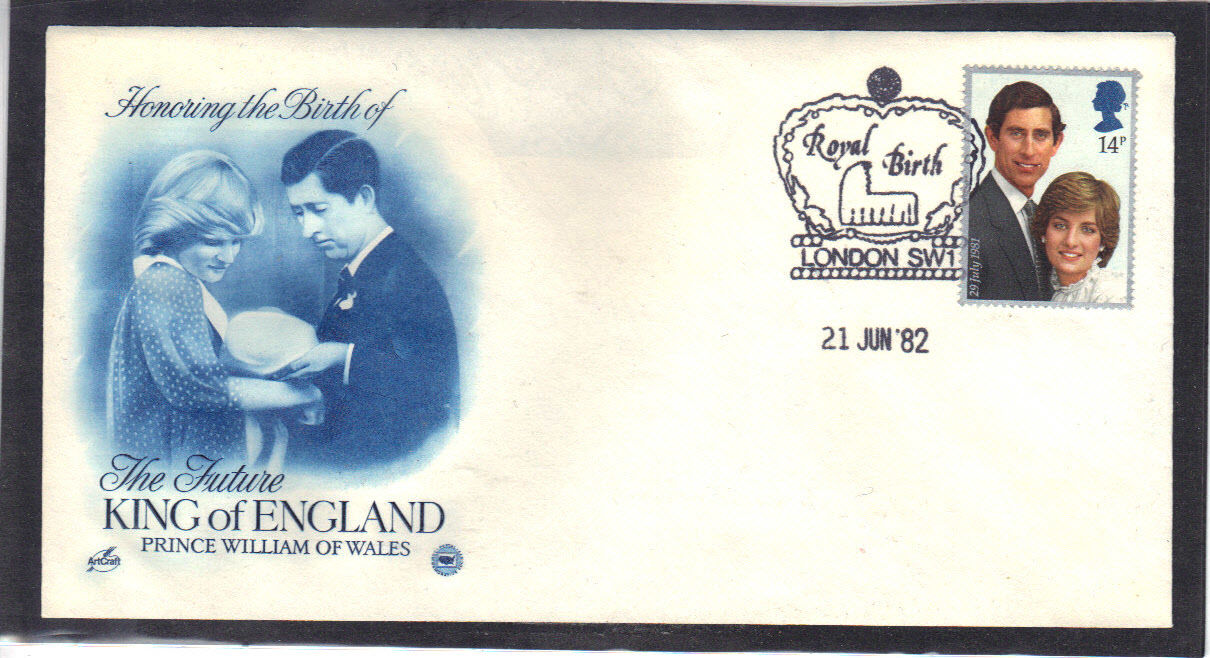 Honoring the Birth of
The Future
KING of ENGLAND
PRINCE WILLIAM OF WALES
ArtCraft
Royal Birth
LONDON SW1
21 JUN '82
14P
29 July 1981